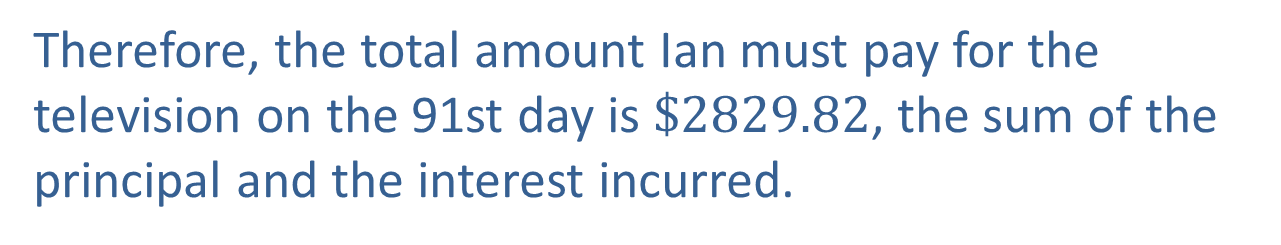 Therefore, the total amount Ian must pay for the
television on the 91st day is $2829.82, the sum of the
principal and the interest incurred.